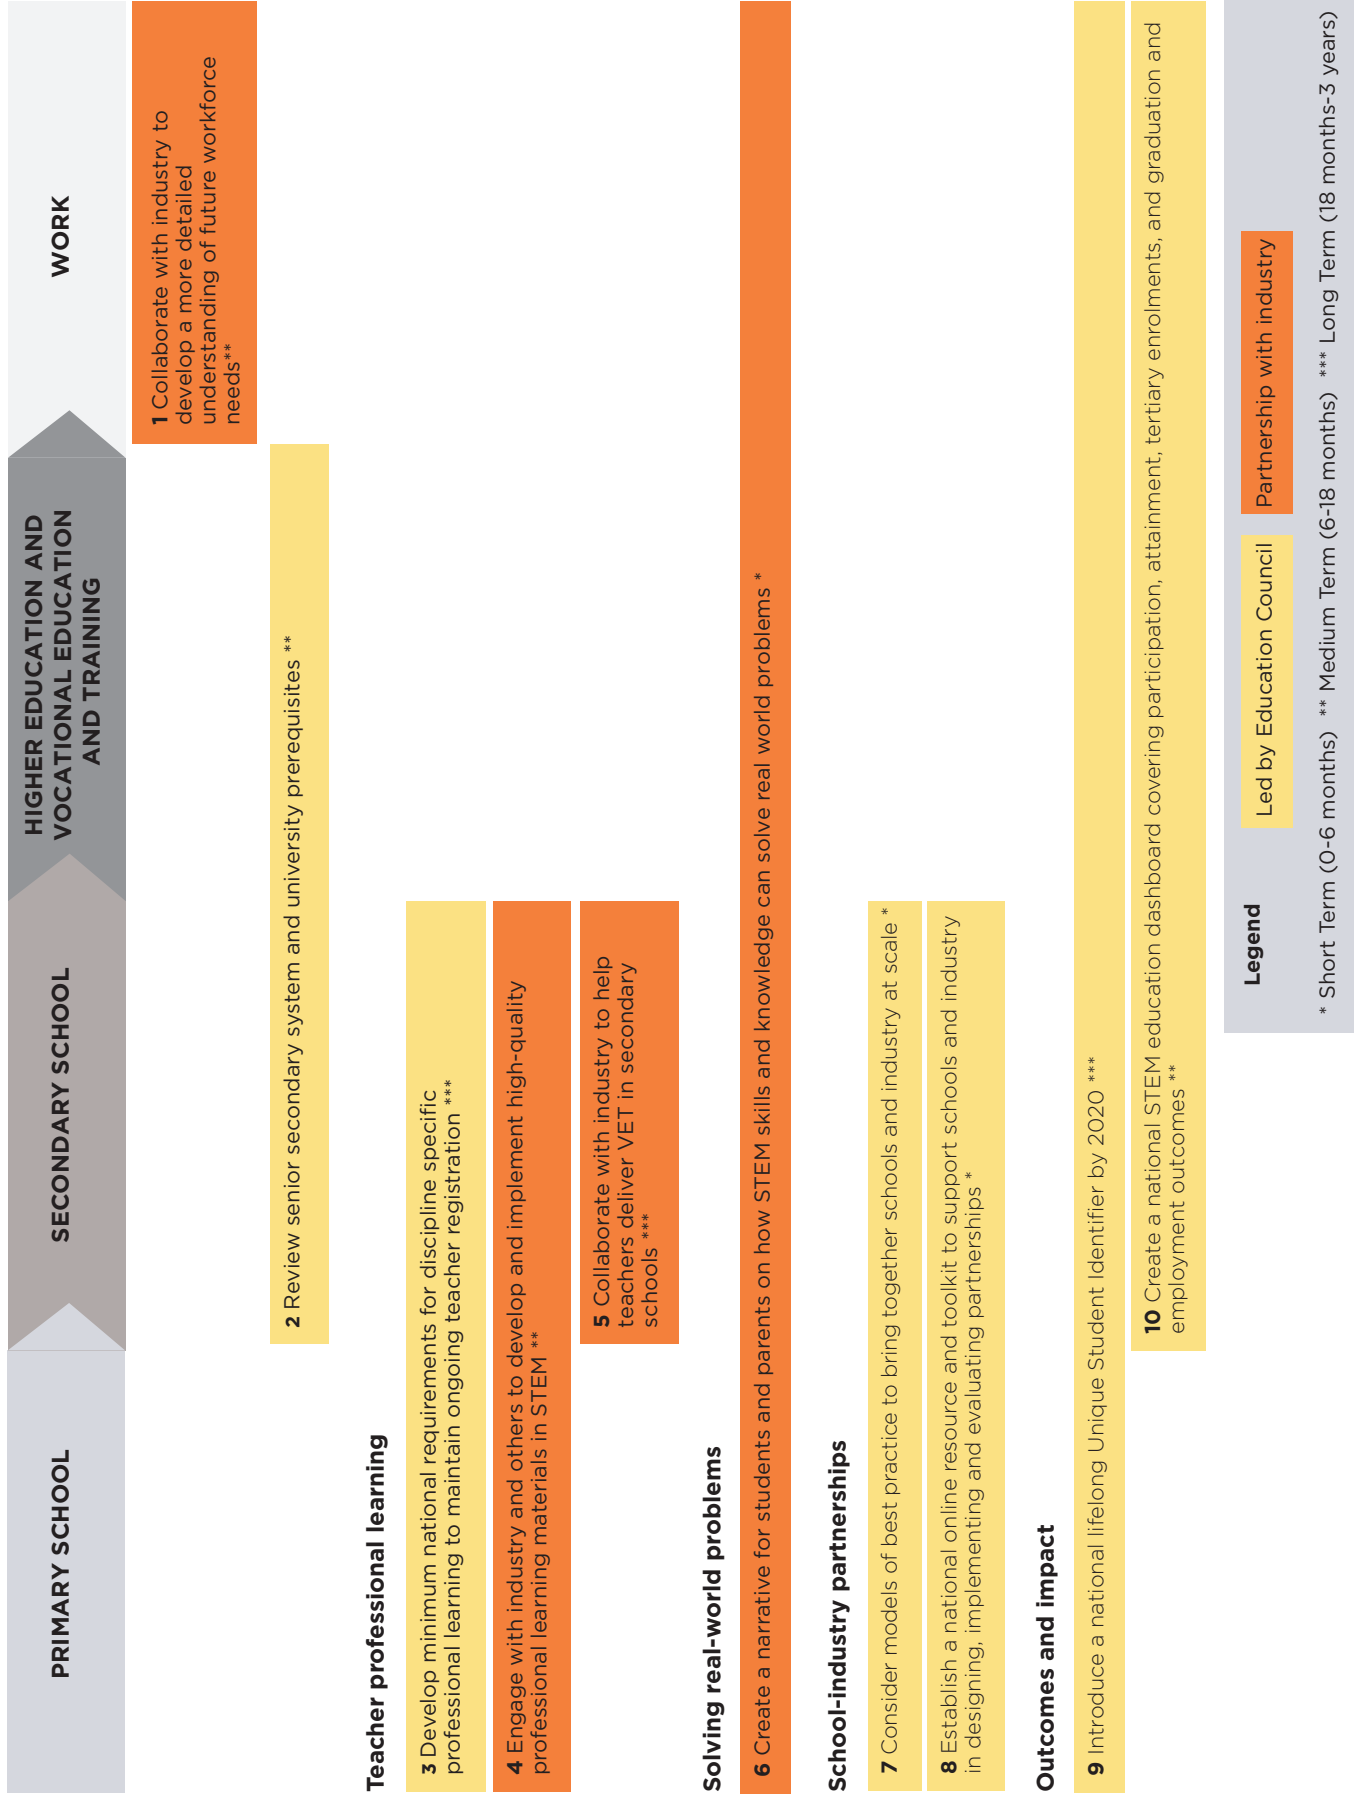 PRIMARY SCHOOL
SECONDARY SCHOOL
HIGHER EDUCATION AND
VOCATIONAL EDUCATION
AND TRAINING
WORK
1 Collaborate with industry to
develop a more detailed
understanding of future workforce
needs**
2 Review senior secondary system and university prerequisites **
Teacher professional learning
3 Develop minimum national requirements for discipline specific
professional learning to maintain ongoing teacher registration ***
4 Engage with industry and others to develop and implement high-quality
professional learning materials in STEM **
5 Collaborate with industry to help
teachers deliver VET in secondary
schools ***
Solving real-world problems
6 Create a narrative for students and parents on how STEM skills and knowledge can solve real world problems *
School-industry partnerships
7 Consider models of best practice to bring together schools and industry at scale *
8 Establish a national online resource and toolkit to support schools and industry
in designing, implementing and evaluating partnerships *
Outcomes and impact
9 Introduce a national lifelong Unique Student Identifier by 2020 ***
10 Create a national STEM education dashboard covering participation, attainment, tertiary enrolments, and graduation and
employment outcomes **
Legend
Led by Education Council
Partnership with industry
* Short Term (0-6 months) ** Medium Term (6-18 months) *** Long Term (18 months-3 years)